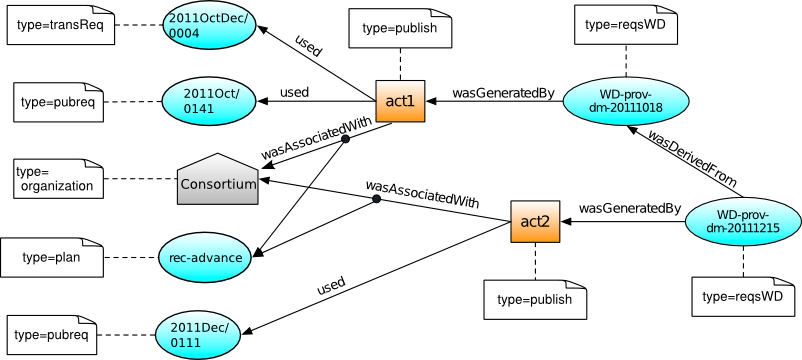 type=transReq
2011OctDec/
0004
used
type=publish
type=reqsWD
type=pubreq
2011Oct/
0141
used
act1
wasGeneratedBy
WD-prov-
dm-20111018
wasAssociatedWith
wasDerivedFrom
type=
organization
Consortium
wasAssociatedWith
act2
wasGeneratedBy
WD-prov-
dm-20111215
type=plan
rec-advance
used
type=publish
type=reqsWD
type=pubreq
2011Dec/
0111